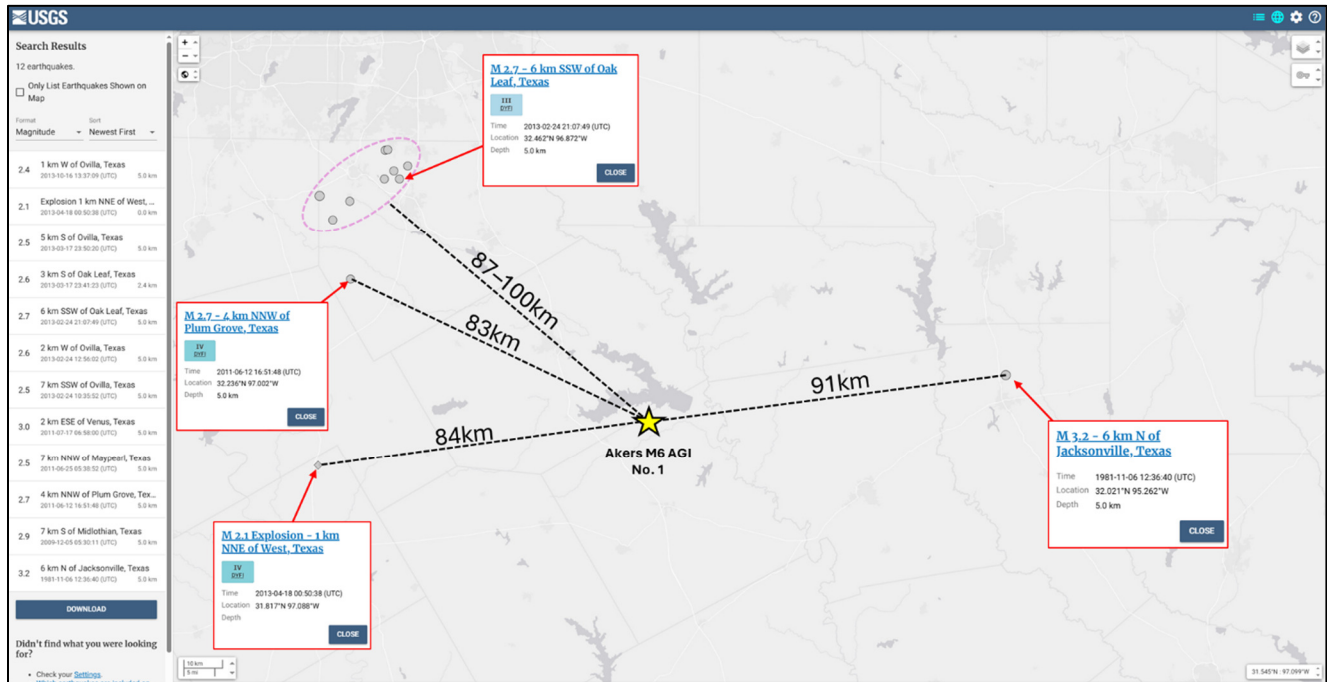 USGS
Search Results
12 earthquakes.
Only List Earthquakes Shown on
Map
Format
Sort
Magnitude
Newest First
2.4
1 km W of Ovilla, Texas
2013-10-16 13:37:09 (UTC)
5.0 km
2.1
Explosion 1 km NNE of West, ...
2013-04-18 00:50:38 (UTC)
0.0 km
2.5
5 km S of Ovilla, Texas
2013-03-17 23:50:20 (UTC)
5.0 km
2.6
3 km S of Oak Leaf, Texas
2013-03-17 23:41:23 (UTC)
2.4 km
2.7
6 km SSW of Oak Leaf, Texas
2013-02-24 21:07:49 (UTC)
5.0 km
2.6
2 km W of Ovilla, Texas
2013-02-24 12:56:02 (UTC)
5.0 km
2.5
7 km SSW of Ovilla, Texas
2013-02-24 10:35:52 (UTC)
5.0 km
3.0
2 km ESE of Venus, Texas
2011-07-17 06:58:00 (UTC)
5.0 km
2.5
7 km NNW of Maypearl, Texas
2011-06-25 05:38:52 (UTC)
5.0 km
2.7
4 km NNW of Plum Grove, Tex...
2011-06-12 16:51:48 (UTC)
5.0 km
2.9
7 km S of Midlothian, Texas
2009-12-05 05:30:11 (UTC)
5.0 km
3.2
6 km N of Jacksonville, Texas
1981-11-06 12:36:40 (UTC)
5.0 km
DOWNLOAD
Didn't find what you were looking
for?
• Check your Settings.
M 2.7 - 6 km SSW of Oak
Leaf, Texas
III
DYFI
Time 2013-02-24 21:07:49 (UTC)
Location 32.462°N 96.872°W
Depth 5.0 km
CLOSE
87–100km
M 2.7 - 4 km NNW of
Plum Grove, Texas
IV
DYFI
Time 2011-06-12 16:51:48 (UTC)
Location 32.236°N 97.002°W
Depth 5.0 km
CLOSE
83km
91km
84km
Akers M6 AGI
No. 1
M 3.2 - 6 km N of
Jacksonville, Texas
Time 1981-11-06 12:36:40 (UTC)
Location 32.021°N 95.262°W
Depth 5.0 km
CLOSE
M 2.1 Explosion - 1 km
NNE of West, Texas
IV
DYFI
Time 2013-04-18 00:50:38 (UTC)
Location 31.817°N 97.088°W
Depth
CLOSE
10 km
5 mi
31.545°N : 97.099°W